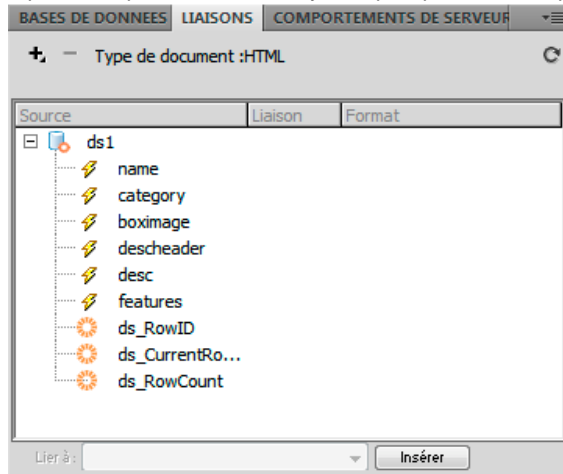 BASES DE DONNEES LIAISONS COMPORTEMENTS DE SERVEUR
Type de document :HTML
Source Liaison Format
ds1
name
category
boximage
descheader
desc
features
ds_RowID
ds_CurrentRo...
ds_RowCount
Lier à : Insérer